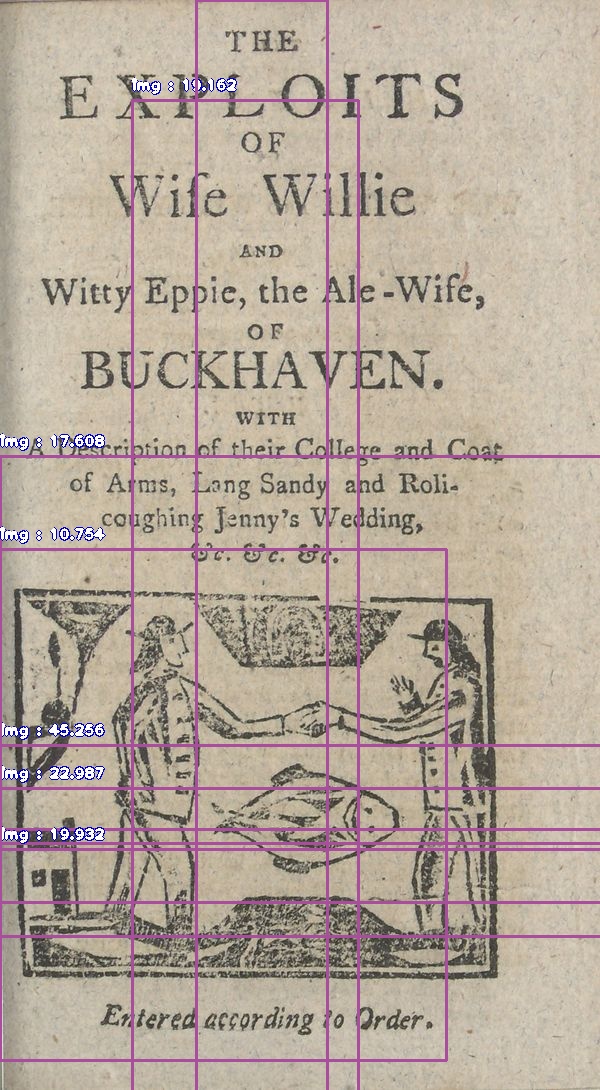 THE
EXPLOITS
OF
Wiſe Willie
AND
Witty Eppie, the Ale-Wife,
OF
BUCKHAVEN.
WITH
A Deſcription of their College and Coat
of Arms, Lang Sandy and Roli-
coughing Jenny's Wedding,
&c. &c. &c.
Entered according to Order.
Img : 19.162
Img : 17.608
Img : 10.754
Img : 45.256
Img : 22.987
Img : 19.932